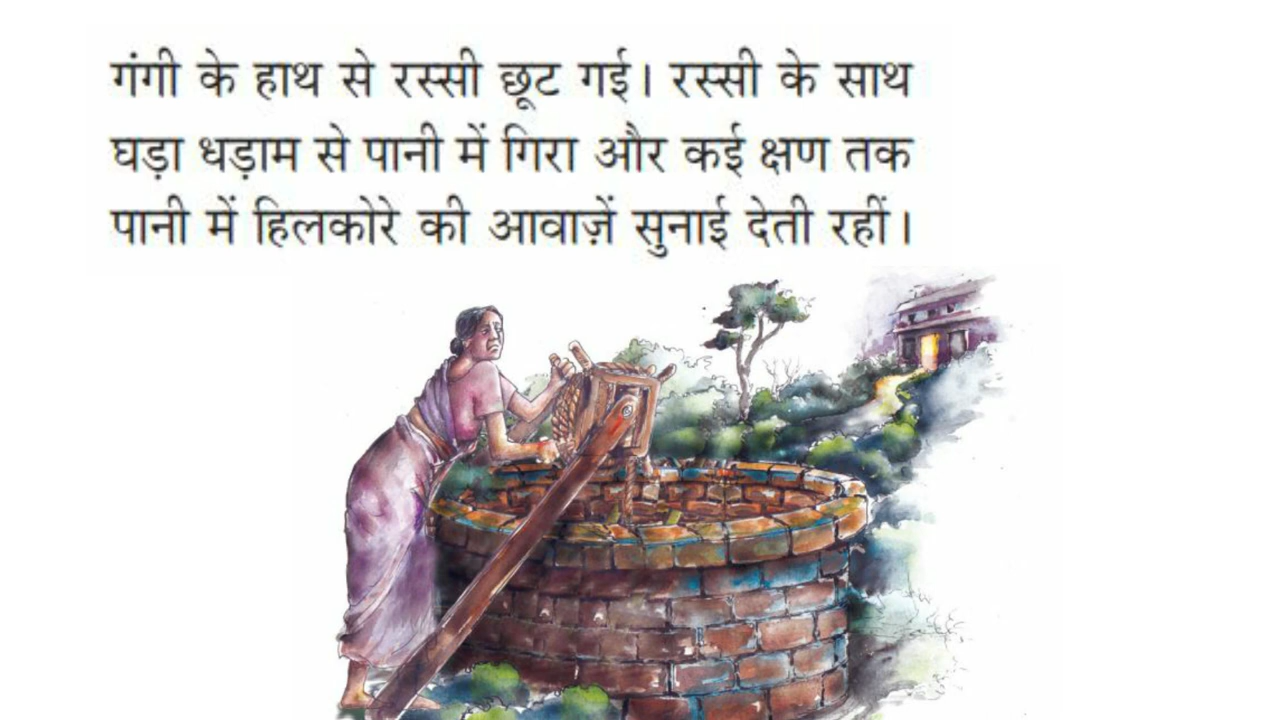 गंगी के हाथ से रस्सी छूट गई। रस्सी के साथ
घड़ा धड़ाम से पानी में गिरा और कई क्षण तक
पानी में हिलकोरे की आवाज़ें सुनाई देती रहीं।